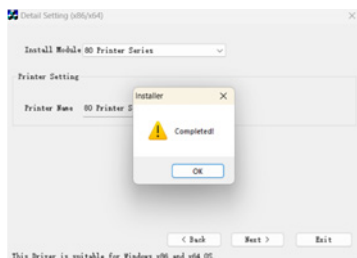 Detail Setting (x86/x64)
Install Module 80 Printer Series
Printer Setting
Printer Name 80 Printer S
Installer
Completed!
OK
< Back Next > Exit
This Driver is suitable for Windows x86 and x64 OS